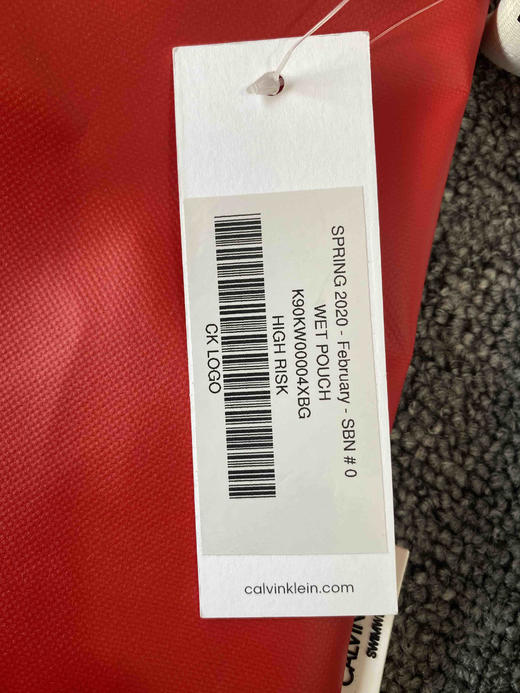 SPRING 2020 - February - SBN # 0
WET POUCH
K90KW00004XBG
HIGH RISK
CK LOGO
calvinklein.com